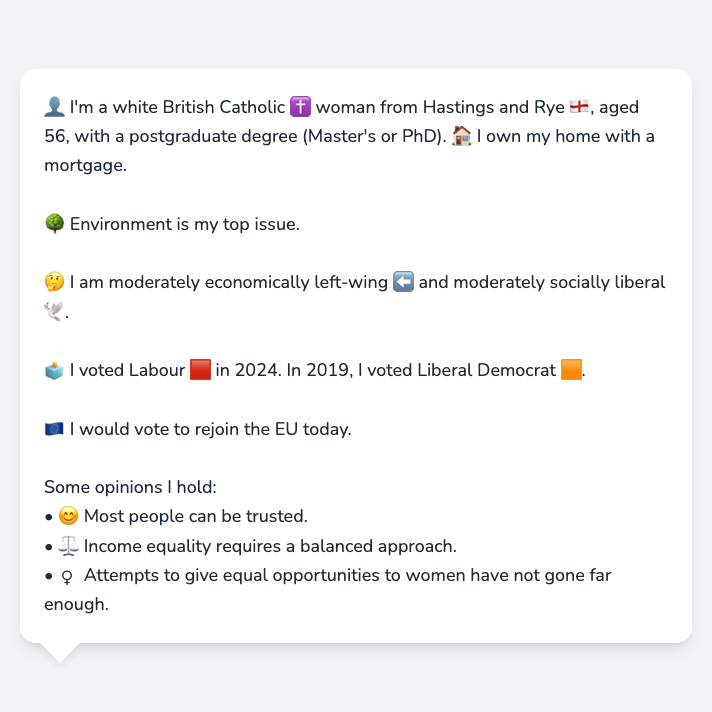 👤 I'm a white British Catholic ✝️ woman from Hastings and Rye 🏴󠁧󠁢󠁥󠁮󠁧󠁿, aged
56, with a postgraduate degree (Master's or PhD). 🏠 I own my home with a
mortgage.
🌳 Environment is my top issue.
🤔 I am moderately economically left-wing ⬅️ and moderately socially liberal
🕊️.
🗳️ I voted Labour 🟥 in 2024. In 2019, I voted Liberal Democrat 🟧.
🇪🇺 I would vote to rejoin the EU today.
Some opinions I hold:
• 😊 Most people can be trusted.
• ⚖️ Income equality requires a balanced approach.
• ♀ Attempts to give equal opportunities to women have not gone far
enough.